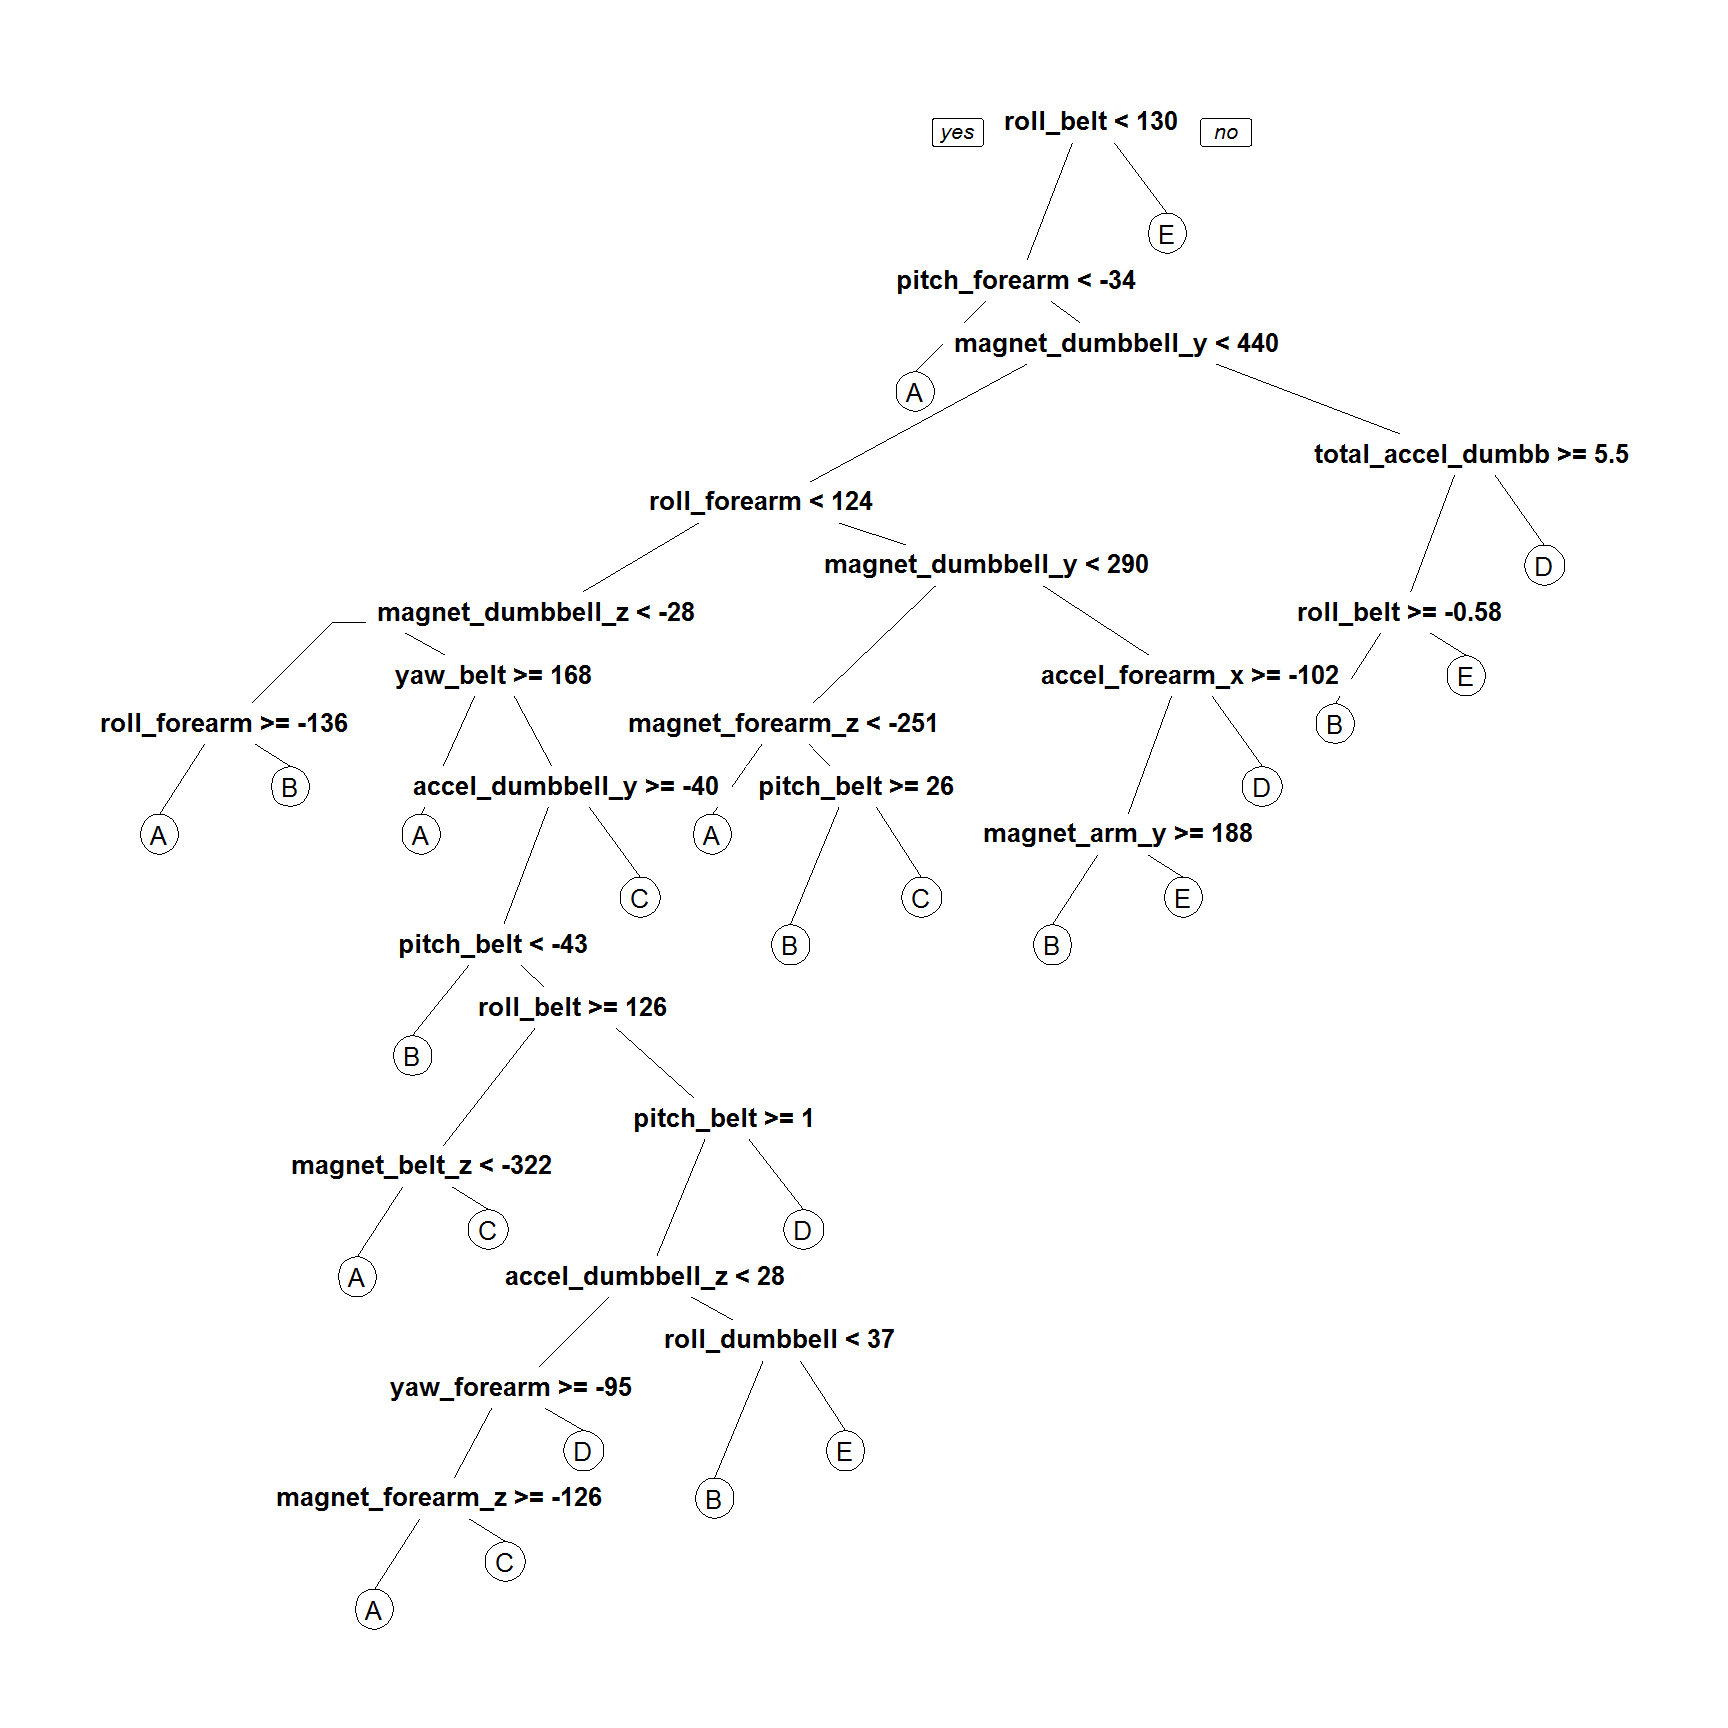 yes
roll_belt < 130
no
E
pitch_forearm < -34
magnet_dumbbell_y < 440
A
total_accel_dumbb >= 5.5
roll_forearm < 124
magnet_dumbbell_y < 290
D
magnet_dumbbell_z < -28
roll_belt >= -0.58
yaw_belt >= 168
accel_forearm_x >= -102
E
roll_forearm >= -136
magnet_forearm_z < -251
B
B
accel_dumbbell_y >= -40
pitch_belt >= 26
D
A
A
A
magnet_arm_y >= 188
C
C
E
pitch_belt < -43
B
B
roll_belt >= 126
B
pitch_belt >= 1
magnet_belt_z < -322
C
D
A
accel_dumbbell_z < 28
roll_dumbbell < 37
yaw_forearm >= -95
D
E
magnet_forearm_z >= -126
B
C
A